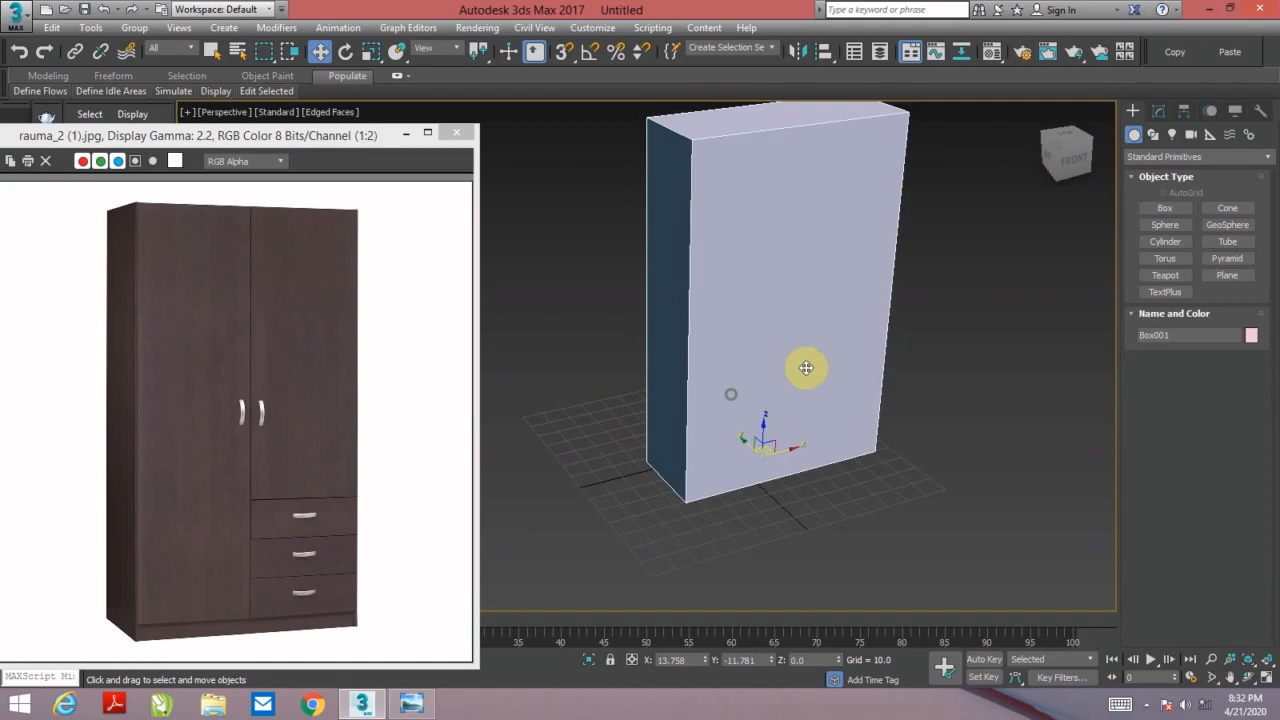 3
MAX
Workspace: Default
Autodesk 3ds Max 2017 Untitled
Type a keyword or phrase
Sign In
Edit Tools Group Views Create Modifiers Animation Graph Editors Rendering Civil View Customize Scripting Content Help
All
View
Create Selection Se
Copy Paste
Modeling Freeform Selection Object Paint Populate
Define Flows Define Idle Areas Simulate Display Edit Selected
Select Display
[+] [Perspective] [Standard] [Edged Faces]
rauma_2 (1).jpg, Display Gamma: 2.2, RGB Color 8 Bits/Channel (1:2)
RGB Alpha
FRONT
Standard Primitives
Object Type
AutoGrid
Box Cone
Sphere GeoSphere
Cylinder Tube
Torus Pyramid
Teapot Plane
TextPlus
Name and Color
Box001
z
x
35 40 45 50 55 60 65 70 75 80 85 90 95 100
X: 13.758 Y: -11.781 Z: 0.0 Grid = 10.0
Auto Key Selected
MAXScript Mi
Click and drag to select and move objects
Add Time Tag
Set Key Key Filters...
0
8:32 PM
4/21/2020